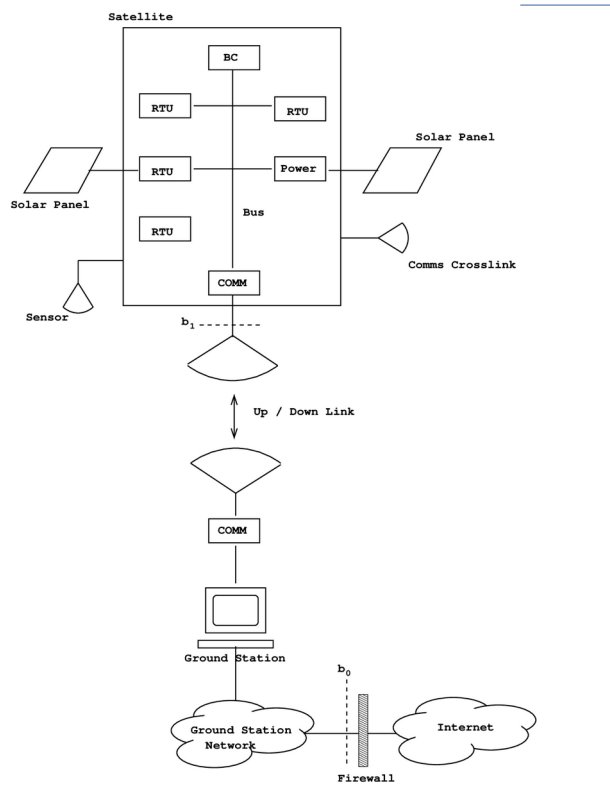 Satellite
BC
RTU
RTU
Solar Panel
RTU
Power
Solar Panel
Bus
RTU
Comms Crosslink
COMM
Sensor
b₁
Up / Down Link
COMM
Ground Station
b₀
Ground Station
Network
Internet
Firewall